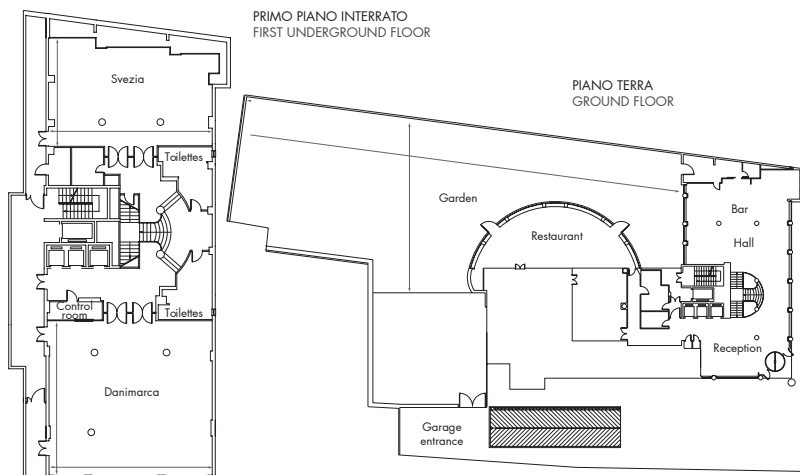 PRIMO PIANO INTERRATO
FIRST UNDERGROUND FLOOR
Svezia
Toilettes
Control
room
Toilettes
Danimarca
PIANO TERRA
GROUND FLOOR
Garden
Restaurant
Bar
Hall
Reception
Garage
entrance